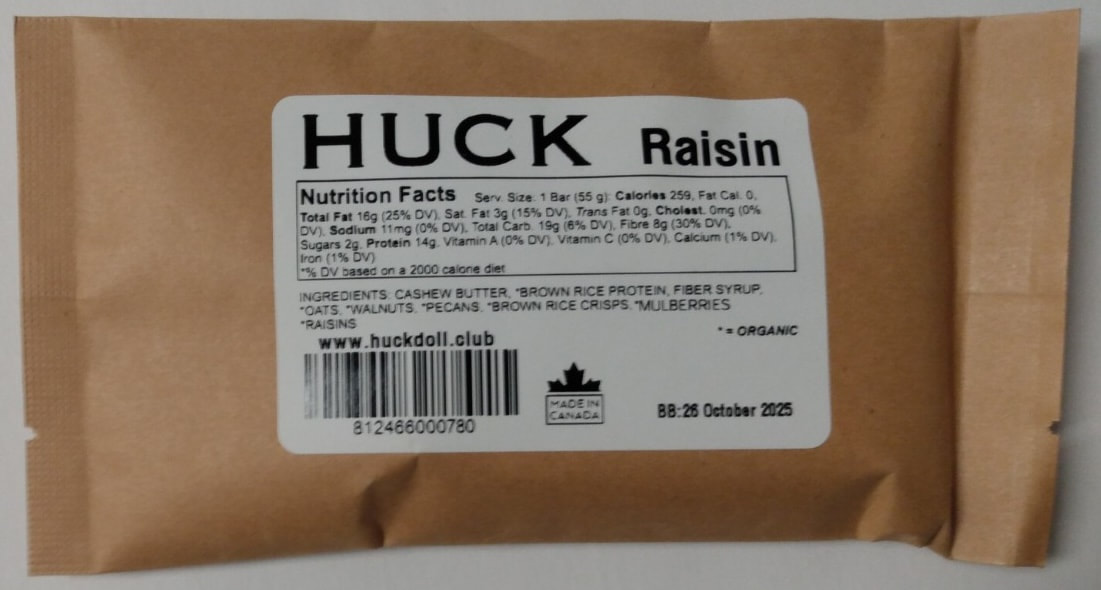 HUCK Raisin
Nutrition Facts Serv. Size: 1 Bar (55 g): Calories 259, Fat Cal. 0,
Total Fat 16g (25% DV), Sat. Fat 3g (15% DV), Trans Fat 0g, Cholest. 0mg (0%
DV), Sodium 11mg (0% DV), Total Carb. 19g (6% DV), Fibre 8g (30% DV),
Sugars 2g, Protein 14g, Vitamin A (0% DV), Vitamin C (0% DV), Calcium (1% DV),
Iron (1% DV)
*% DV based on a 2000 calorie diet
INGREDIENTS: CASHEW BUTTER, *BROWN RICE PROTEIN, FIBER SYRUP,
*OATS, *WALNUTS, *PECANS, *BROWN RICE CRISPS, *MULBERRIES
*RAISINS
* = ORGANIC
www.huckdoll.club
812466000780
MADE IN
CANADA
BB:26 October 2025